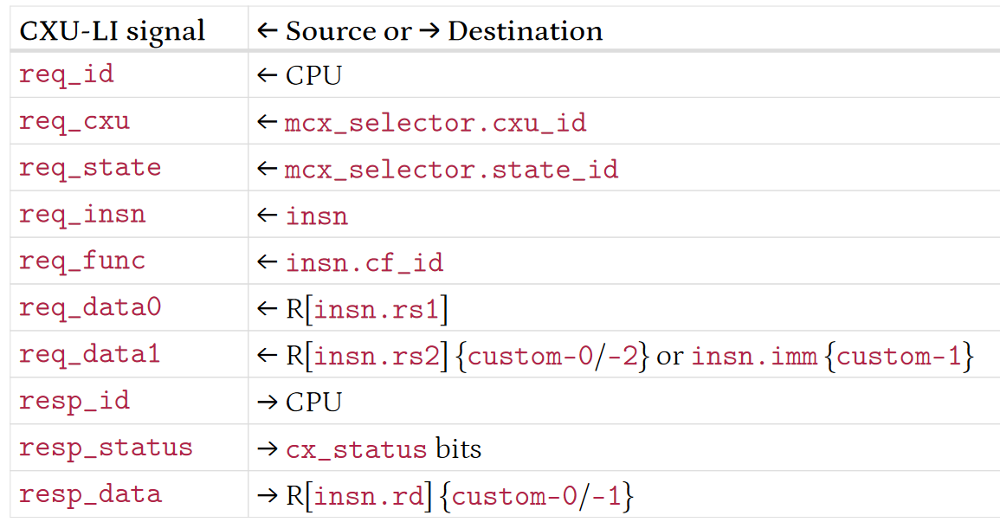 CXU-LI signal ← Source or → Destination
req_id ← CPU
req_cxu ← mcx_selector.cxu_id
req_state ← mcx_selector.state_id
req_insn ← insn
req_func ← insn.cf_id
req_data0 ← R[insn.rs1]
req_data1 ← R[insn.rs2] {custom-0/-2} or insn.imm {custom-1}
resp_id → CPU
resp_status → cx_status bits
resp_data → R[insn.rd] {custom-0/-1}